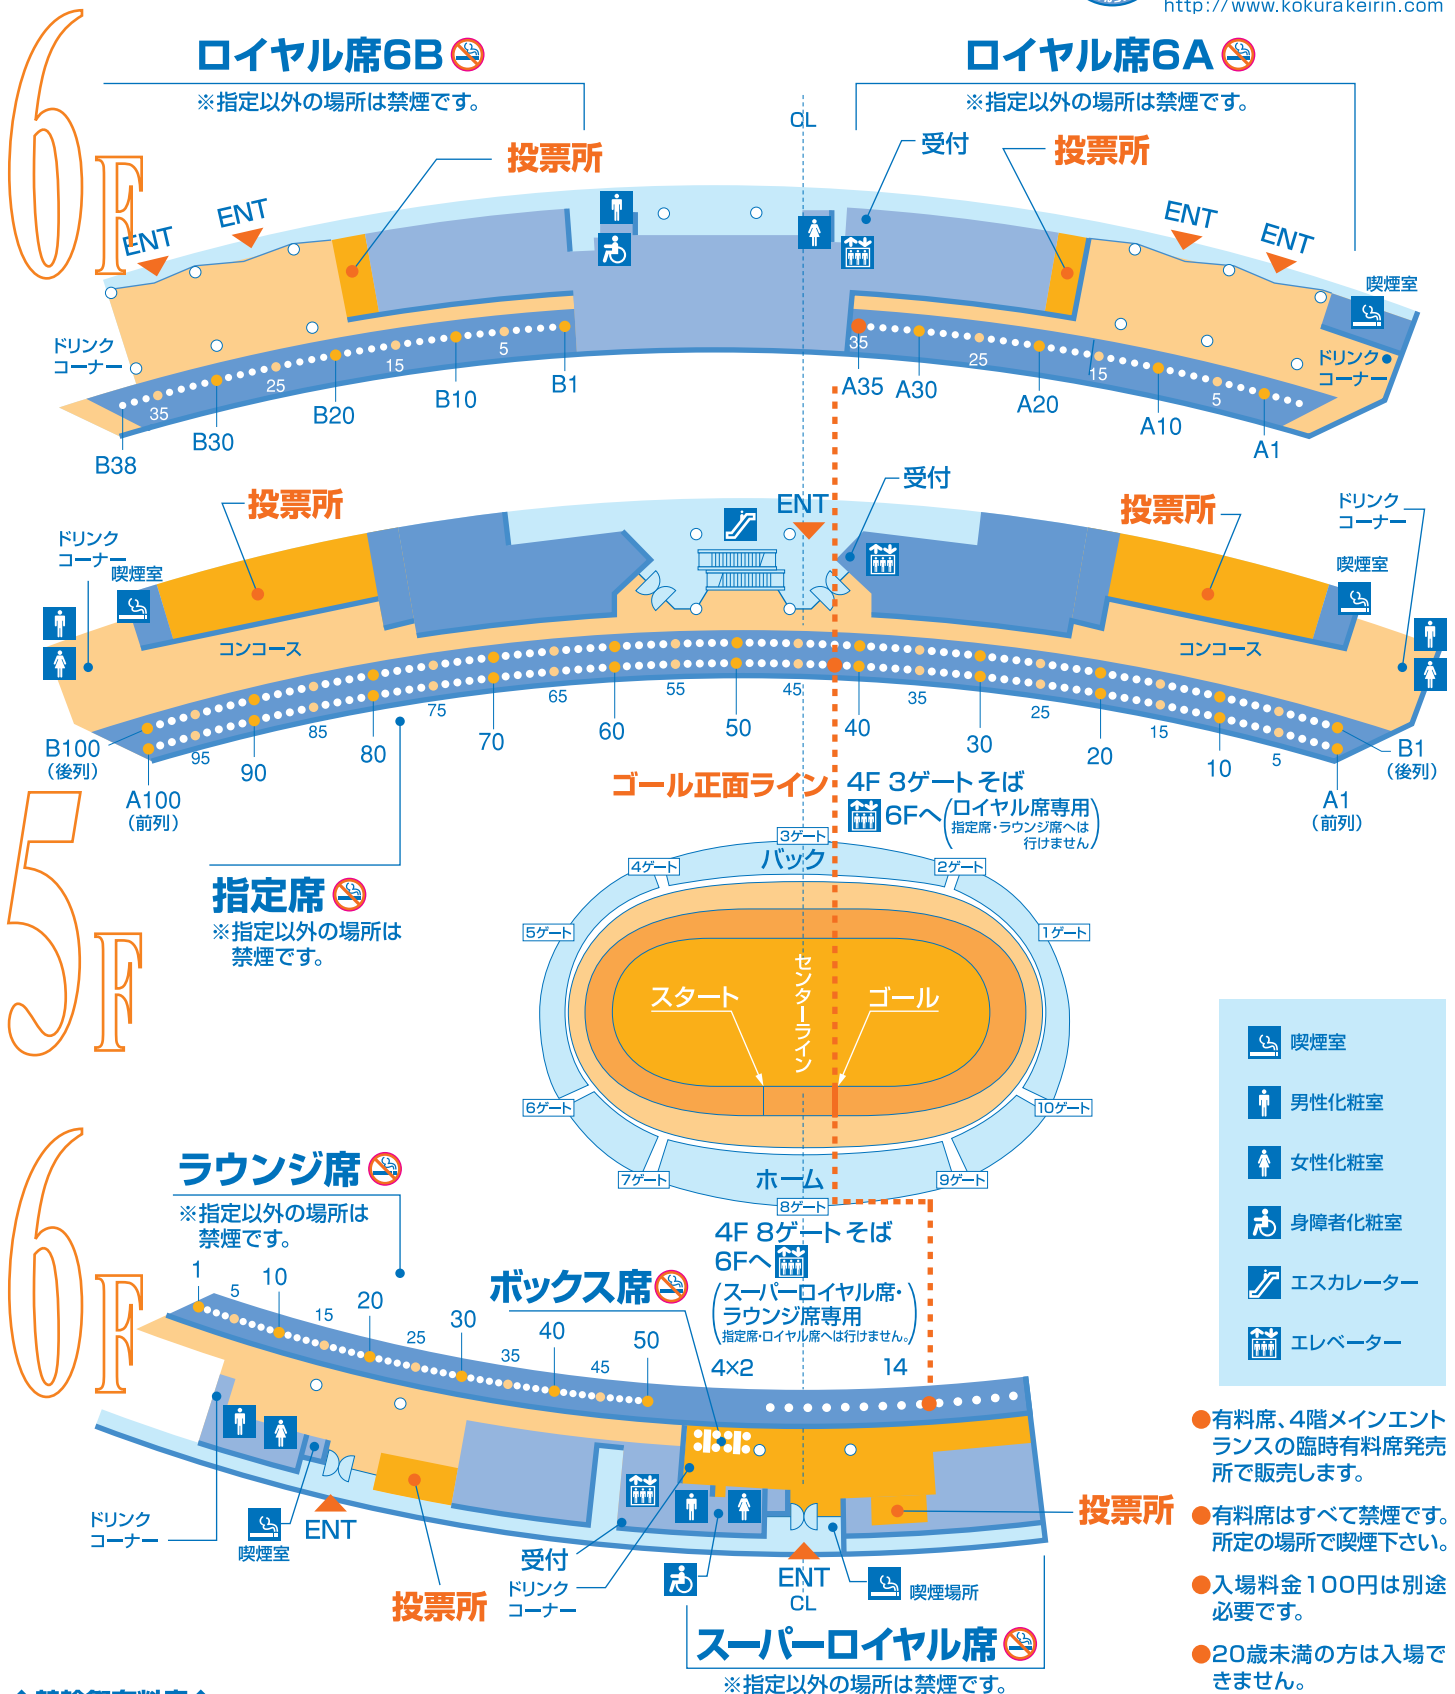 http://www.kokurakeirin.com
6F
ロイヤル席6B
※指定以外の場所は禁煙です。
ロイヤル席6A
※指定以外の場所は禁煙です。
CL
受付
投票所
投票所
ENT
ENT
ENT
ENT
喫煙室
ドリンク
コーナー
ドリンク
コーナー
35
25
15
5
35
25
15
5
B38
B30
B20
B10
B1
A35
A30
A20
A10
A1
5F
投票所
ENT
受付
投票所
ドリンク
コーナー
ドリンク
コーナー
喫煙室
喫煙室
コンコース
コンコース
B100
(後列)
A100
(前列)
95
90
85
80
75
70
65
60
55
50
45
40
35
30
25
20
15
10
5
B1
(後列)
A1
(前列)
指定席
※指定以外の場所は
禁煙です。
ゴール正面ライン
4F 3ゲートそば
6Fへ(ロイヤル席専用
指定席・ラウンジ席へは
行けません)
3ゲート
バック
4ゲート
2ゲート
5ゲート
1ゲート
スタート
センターライン
ゴール
6ゲート
10ゲート
7ゲート
ホーム
9ゲート
8ゲート
喫煙室
男性化粧室
女性化粧室
身障者化粧室
エスカレーター
エレベーター
6F
ラウンジ席
※指定以外の場所は
禁煙です。
4F 8ゲートそば
6Fへ
(スーパーロイヤル席・
ラウンジ席専用
指定席・ロイヤル席へは行けません。)
ボックス席
1
5
10
15
20
25
30
35
40
45
50
4×2
14
ドリンク
コーナー
喫煙室
ENT
投票所
受付
ドリンク
コーナー
ENT
CL
喫煙場所
投票所
スーパーロイヤル席
※指定以外の場所は禁煙です。
●有料席、4階メインエント
ランスの臨時有料席発売
所で販売します。
●有料席はすべて禁煙です。
所定の場所で喫煙下さい。
●入場料金100円は別途
必要です。
●20歳未満の方は入場で
きません。